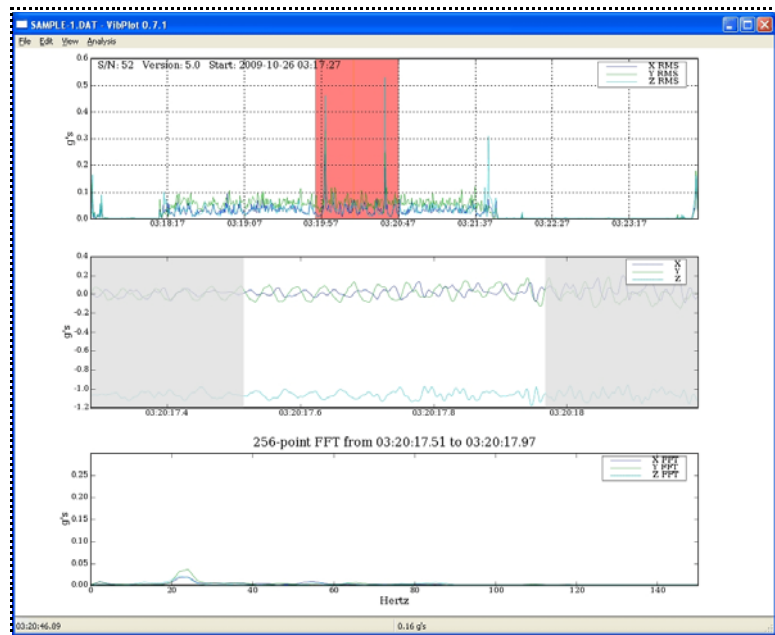 SAMPLE-1.DAT - VibPlot 0.7.1
File Edit View Analysis
S/N: 52 Version: 5.0 Start: 2009-10-26 03:17:27
X RMS
Y RMS
Z RMS
g's
0.6
0.5
0.4
0.3
0.2
0.1
0.0
03:18:17 03:19:07 03:19:57 03:20:47 03:21:37 03:22:27 03:23:17
X
Y
Z
g's
0.4
0.2
0.0
-0.2
-0.4
-0.6
-0.8
-1.0
-1.2
03:20:17.4 03:20:17.6 03:20:17.8 03:20:18
256-point FFT from 03:20:17.51 to 03:20:17.97
X FFT
Y FFT
Z FFT
g's
0.25
0.20
0.15
0.10
0.05
0.00
0 20 40 60 80 100 120 140
Hertz
03:20:46.89 0.16 g's